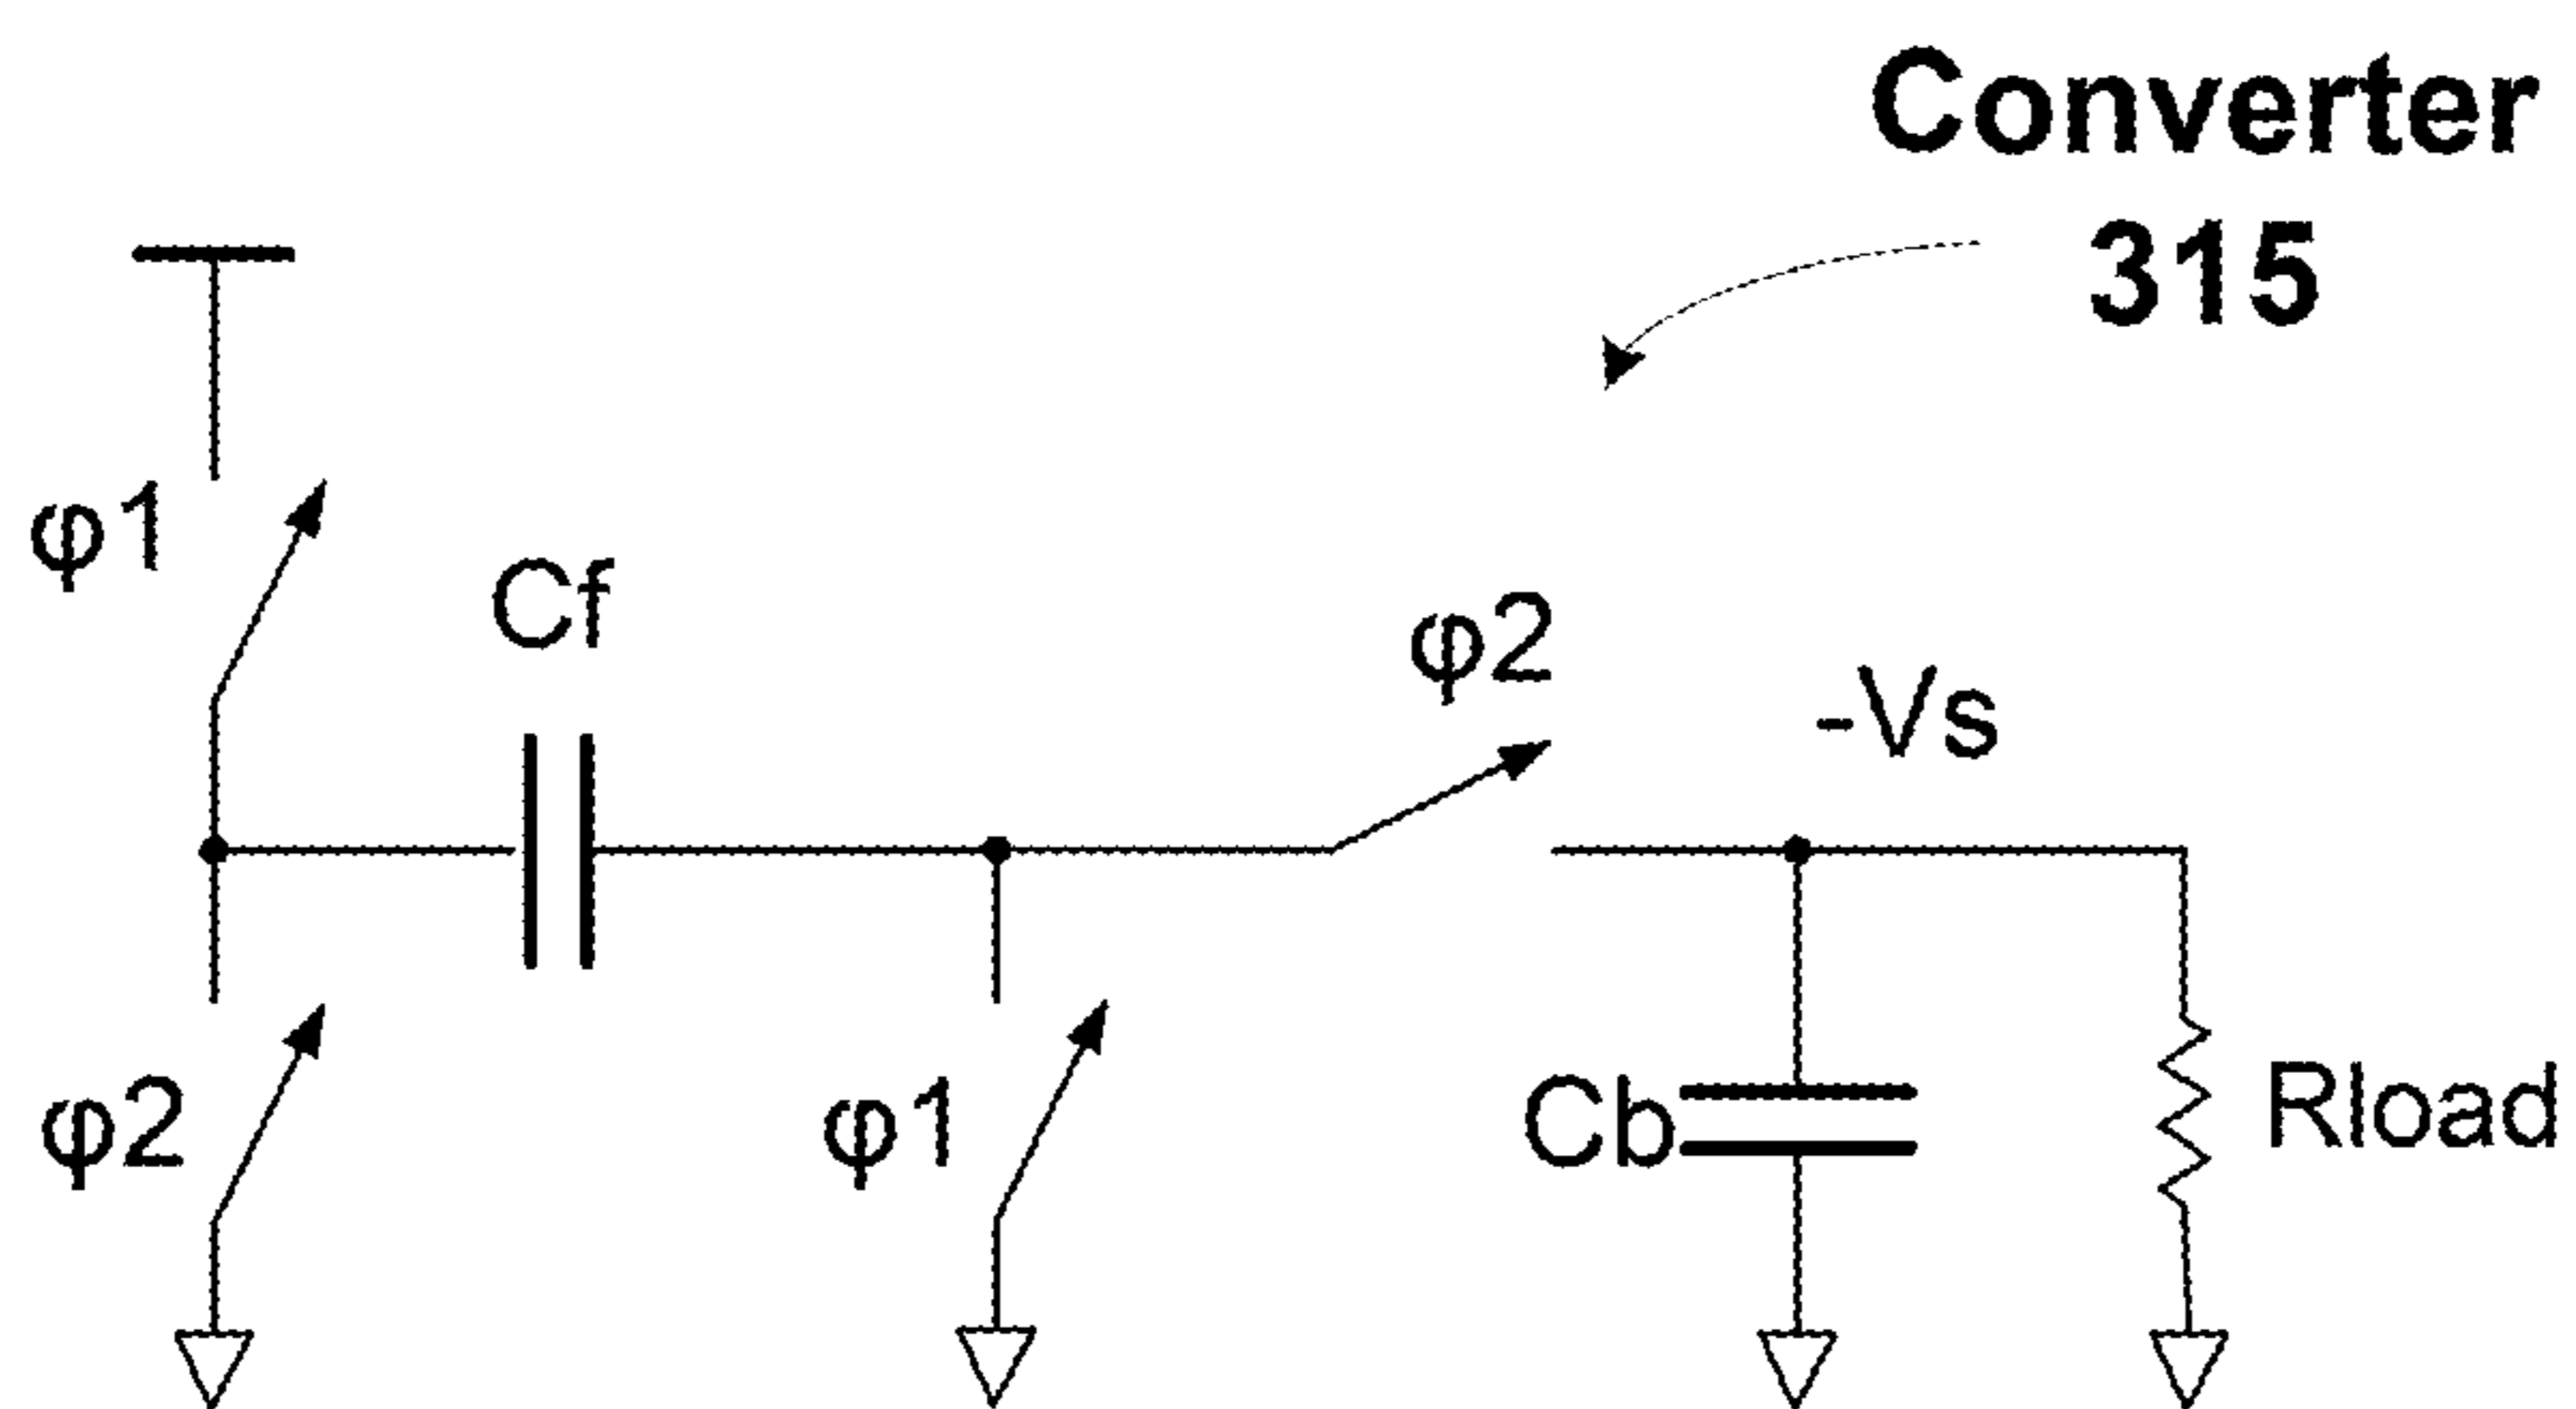 Converter
315
φ1
Cf
φ2
-Vs
φ2
φ1
Cb
Rload